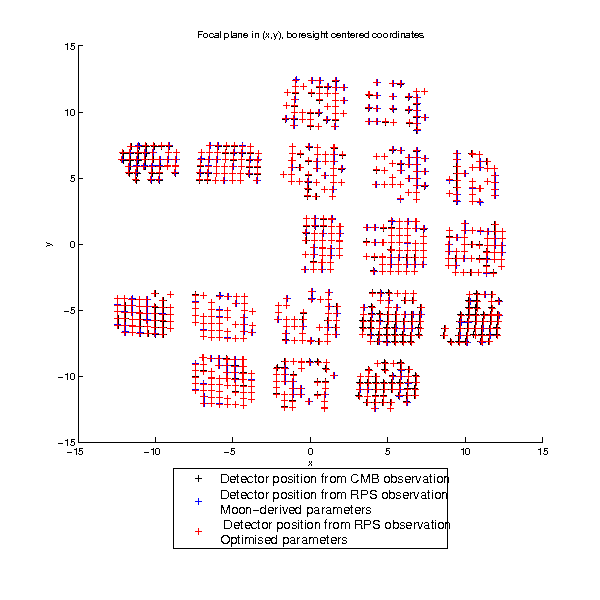 Focal plane in (x,y), boresight centered coordinates
15
10
5
0
−5
−10
−15
y
−15
−10
−5
0
5
10
15
x
Detector position from CMB observation
Detector position from RPS observation
Moon−derived parameters
Detector position from RPS observation
Optimised parameters